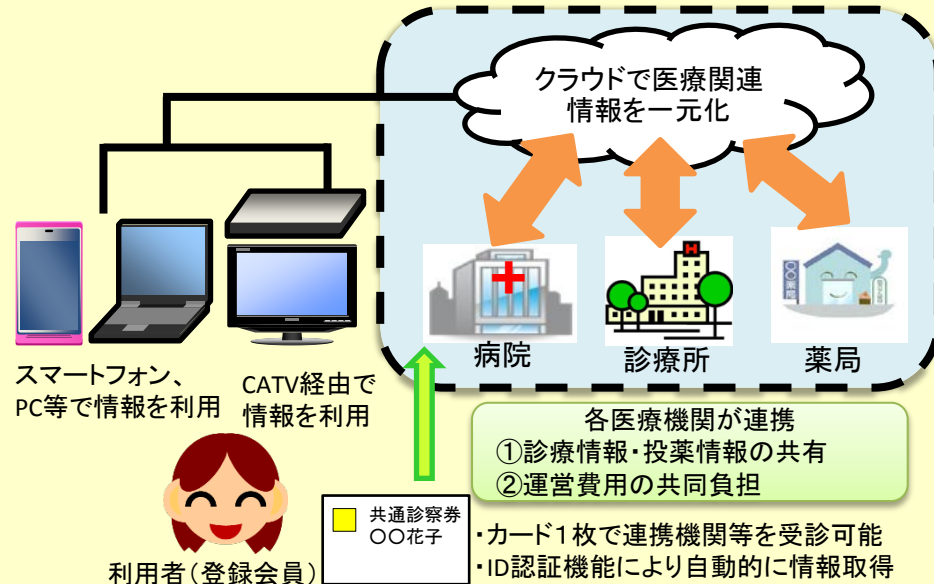 クラウドで医療関連
情報を一元化
病院
診療所
薬局
スマートフォン、
PC等で情報を利用
CATV経由で
情報を利用
各医療機関が連携
①診療情報・投薬情報の共有
②運営費用の共同負担
共通診察券
〇〇花子
・カード１枚で連携機関等を受診可能
・ID認証機能により自動的に情報取得
利用者(登録会員)
H
〇〇薬局